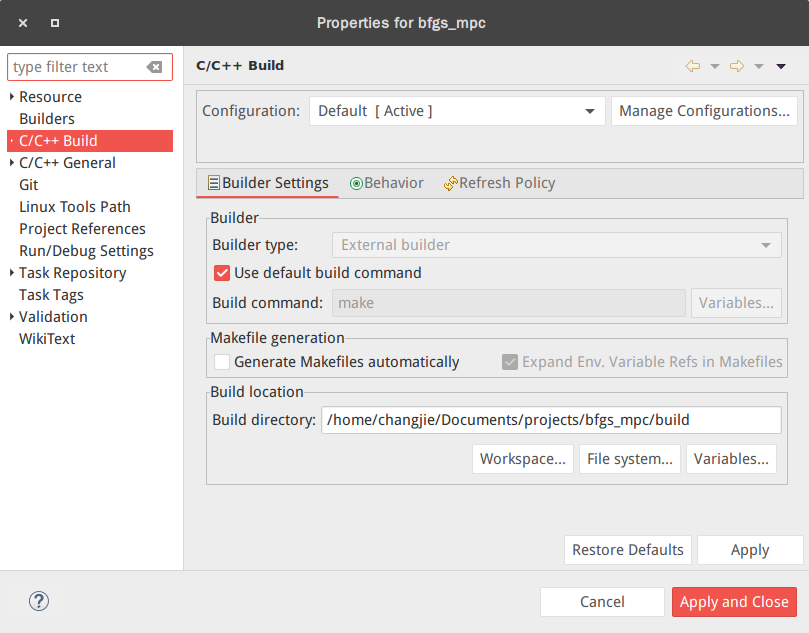 Properties for bfgs_mpc
type filter text
Resource
Builders
C/C++ Build
C/C++ General
Git
Linux Tools Path
Project References
Run/Debug Settings
Task Repository
Task Tags
Validation
WikiText
C/C++ Build
Configuration: Default [ Active ] Manage Configurations...
Builder Settings Behavior Refresh Policy
Builder
Builder type: External builder
Use default build command
Build command: make Variables...
Makefile generation
Generate Makefiles automatically Expand Env. Variable Refs in Makefiles
Build location
Build directory: /home/changjie/Documents/projects/bfgs_mpc/build
Workspace... File system... Variables...
Restore Defaults Apply
? Cancel Apply and Close